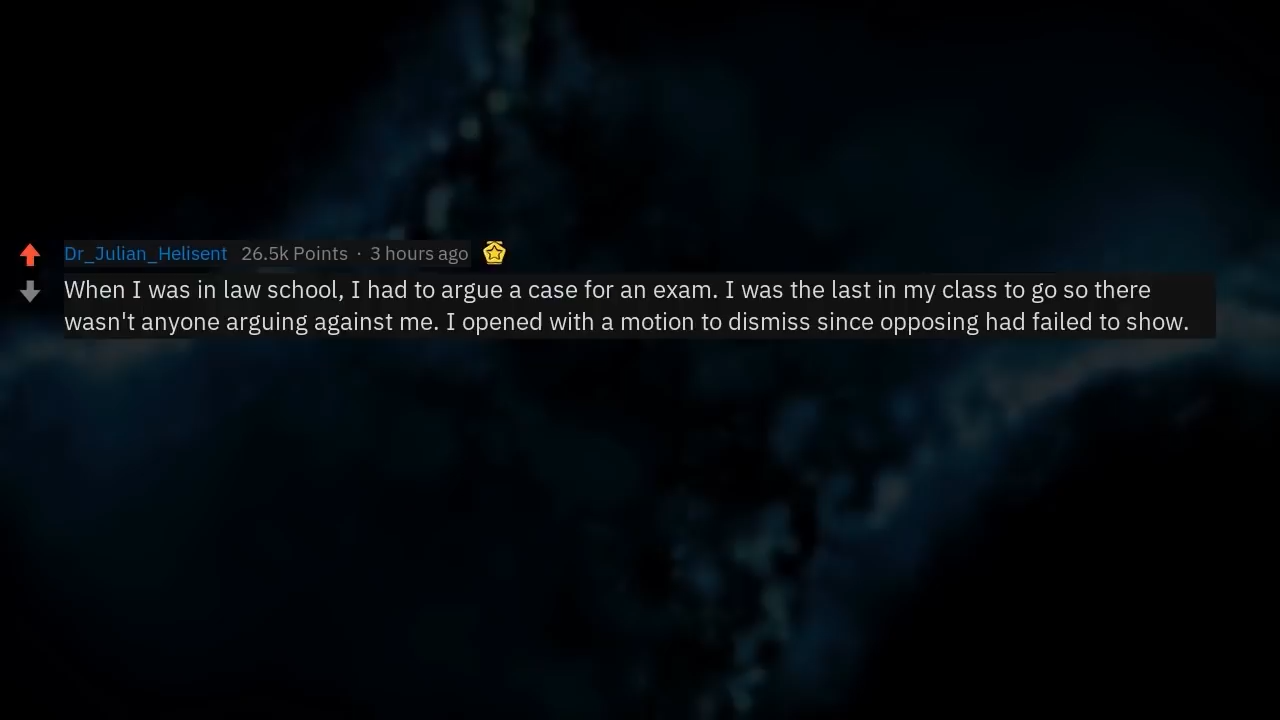 Dr_Julian_Helisent 26.5k Points · 3 hours ago
When I was in law school, I had to argue a case for an exam. I was the last in my class to go so there
wasn't anyone arguing against me. I opened with a motion to dismiss since opposing had failed to show.